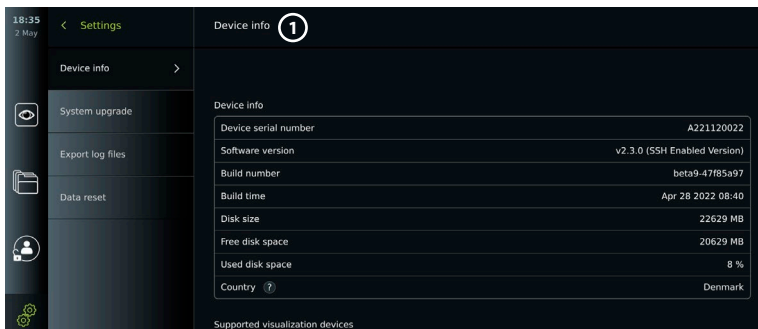 18:35
2 May
Settings
Device info 1
Device info
System upgrade
Export log files
Data reset
Device info
Device serial number A221120022
Software version v2.3.0 (SSH Enabled Version)
Build number beta9-47f85a97
Build time Apr 28 2022 08:40
Disk size 22629 MB
Free disk space 20629 MB
Used disk space 8 %
Country ? Denmark
Supported visualization devices